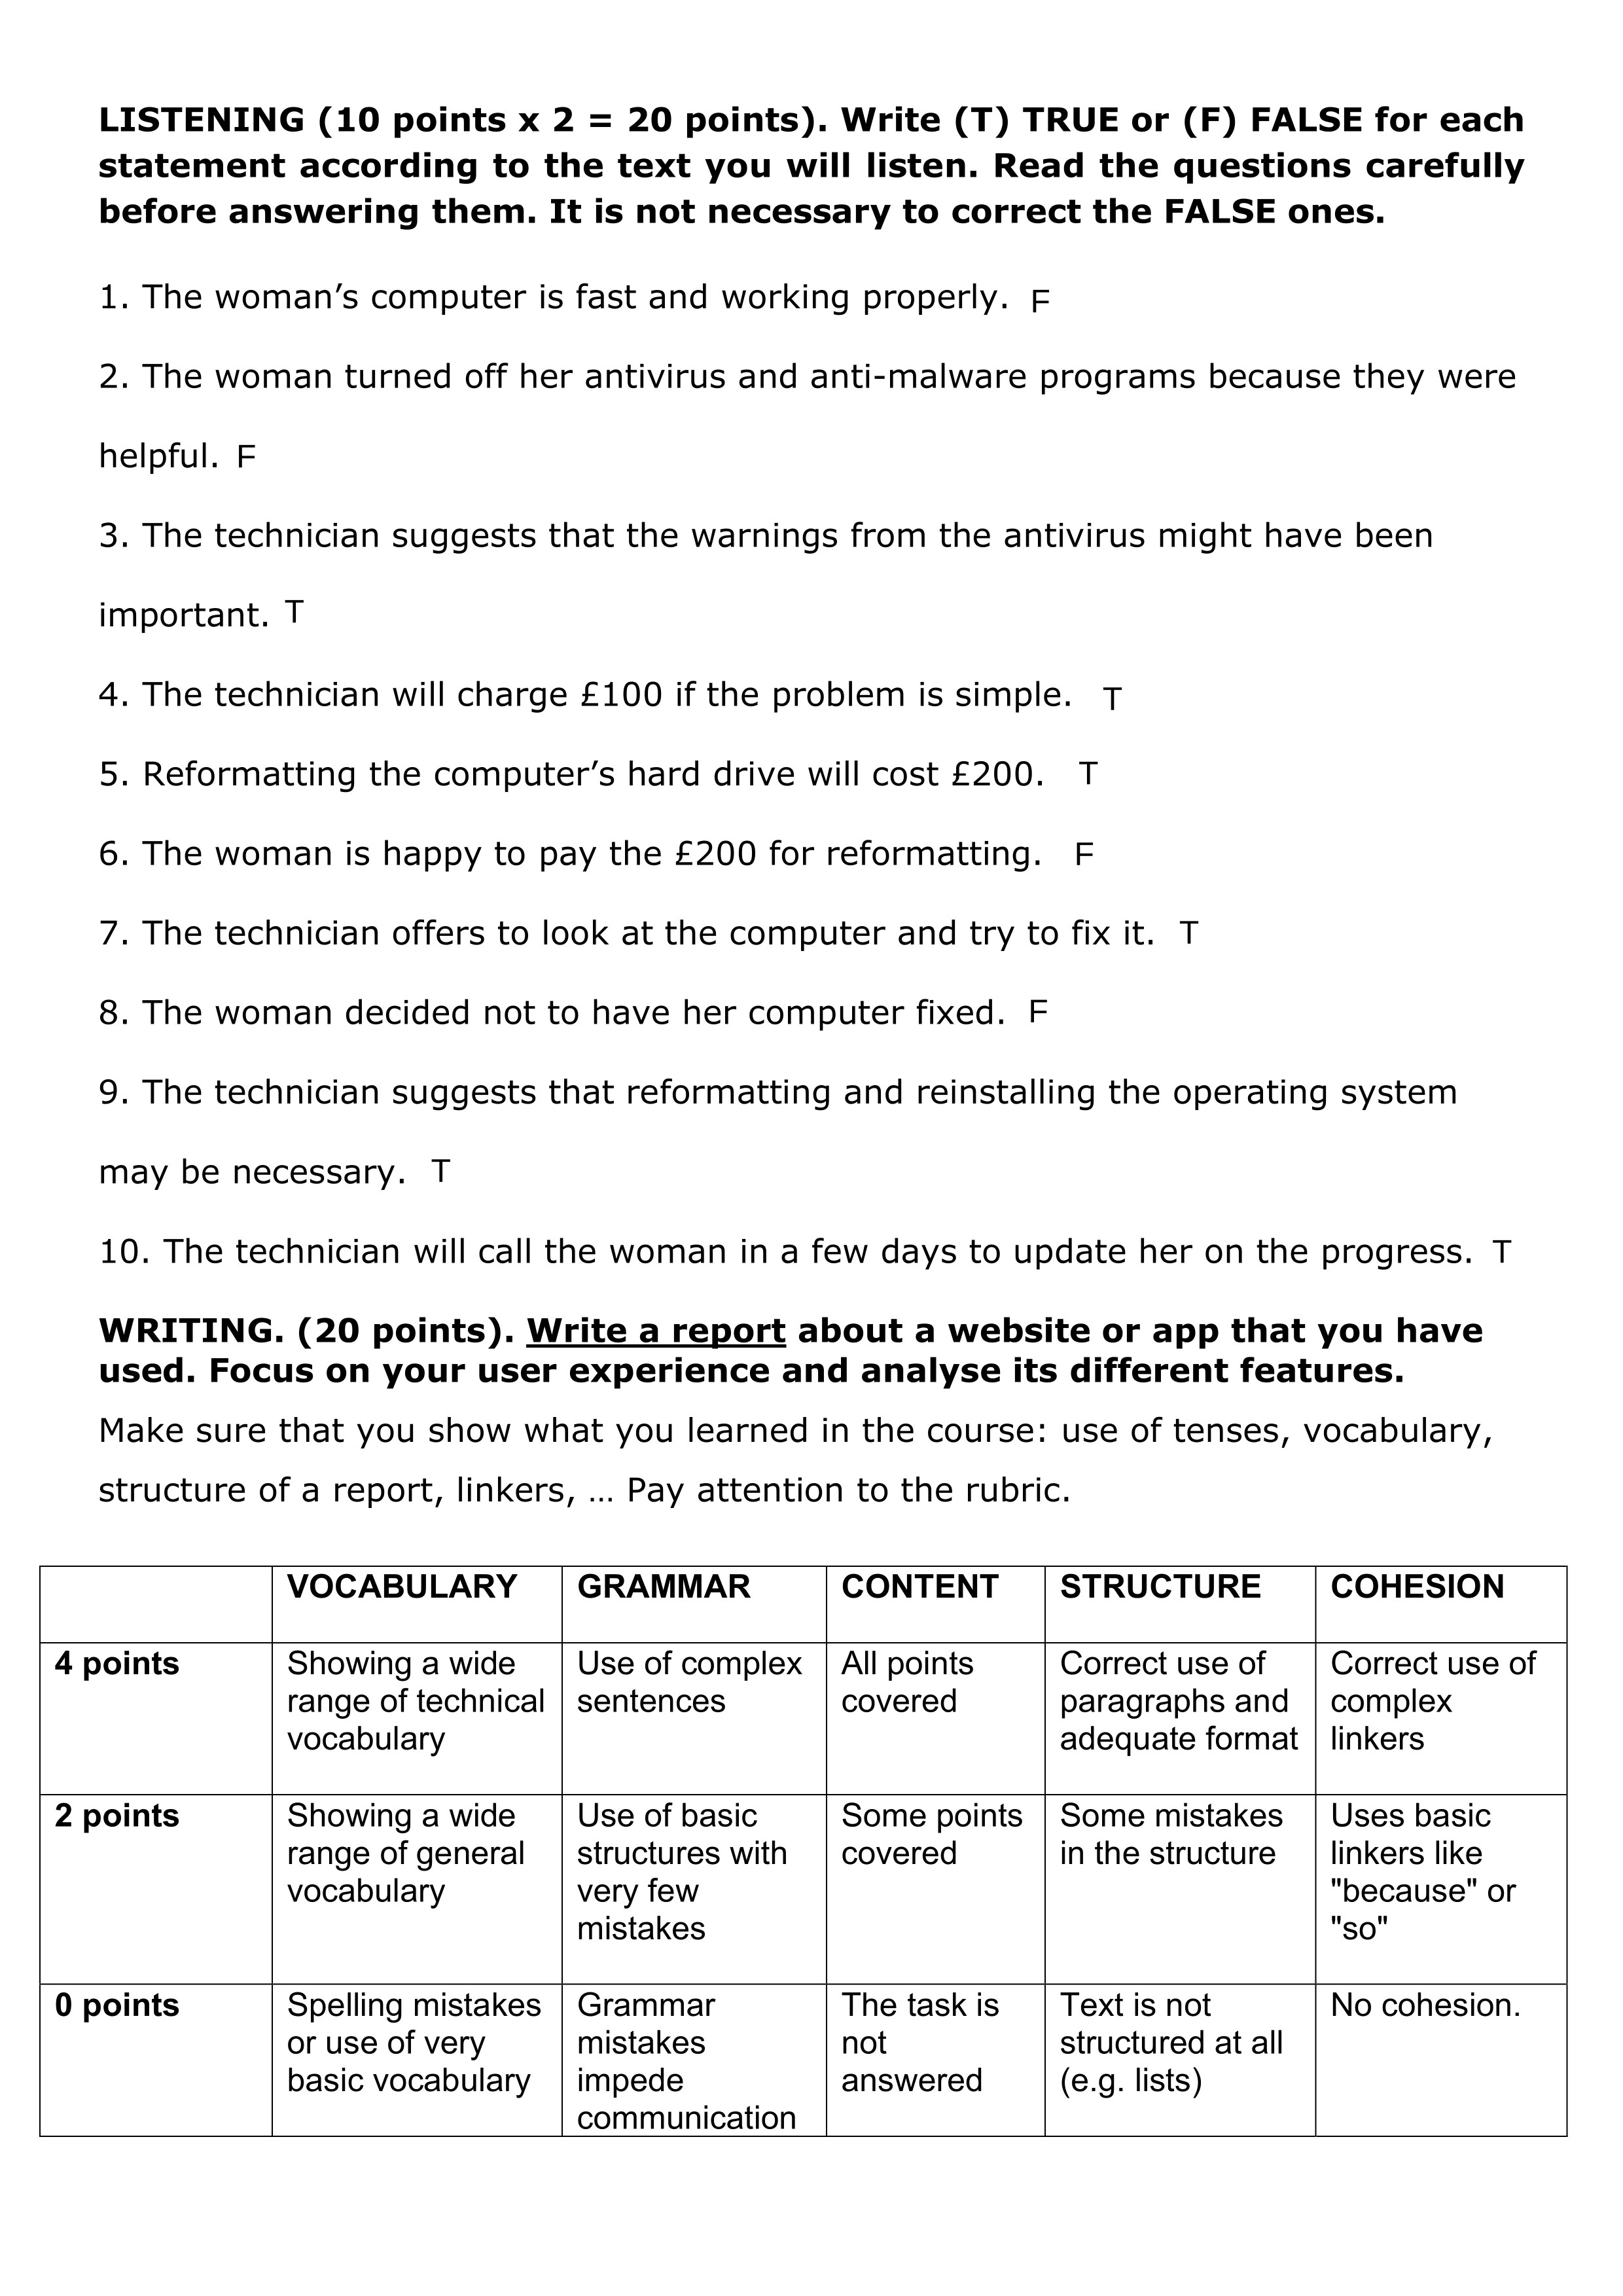 LISTENING (10 points x 2 = 20 points). Write (T) TRUE or (F) FALSE for each
statement according to the text you will listen. Read the questions carefully
before answering them. It is not necessary to correct the FALSE ones.
1. The woman’s computer is fast and working properly. F
2. The woman turned off her antivirus and anti-malware programs because they were
helpful. F
3. The technician suggests that the warnings from the antivirus might have been
important. T
4. The technician will charge £100 if the problem is simple. T
5. Reformatting the computer’s hard drive will cost £200. T
6. The woman is happy to pay the £200 for reformatting. F
7. The technician offers to look at the computer and try to fix it. T
8. The woman decided not to have her computer fixed. F
9. The technician suggests that reformatting and reinstalling the operating system
may be necessary. T
10. The technician will call the woman in a few days to update her on the progress. T
WRITING. (20 points). Write a report about a website or app that you have
used. Focus on your user experience and analyse its different features.
Make sure that you show what you learned in the course: use of tenses, vocabulary,
structure of a report, linkers, … Pay attention to the rubric.
VOCABULARY GRAMMAR CONTENT STRUCTURE COHESION
4 points Showing a wide Use of complex All points Correct use of Correct use of
range of technical sentences covered paragraphs and complex
vocabulary adequate format linkers
2 points Showing a wide Use of basic Some points Some mistakes Uses basic
range of general structures with covered in the structure linkers like
vocabulary very few "because" or
mistakes "so"
0 points Spelling mistakes Grammar The task is Text is not No cohesion.
or use of very mistakes not structured at all
basic vocabulary impede answered (e.g. lists)
communication